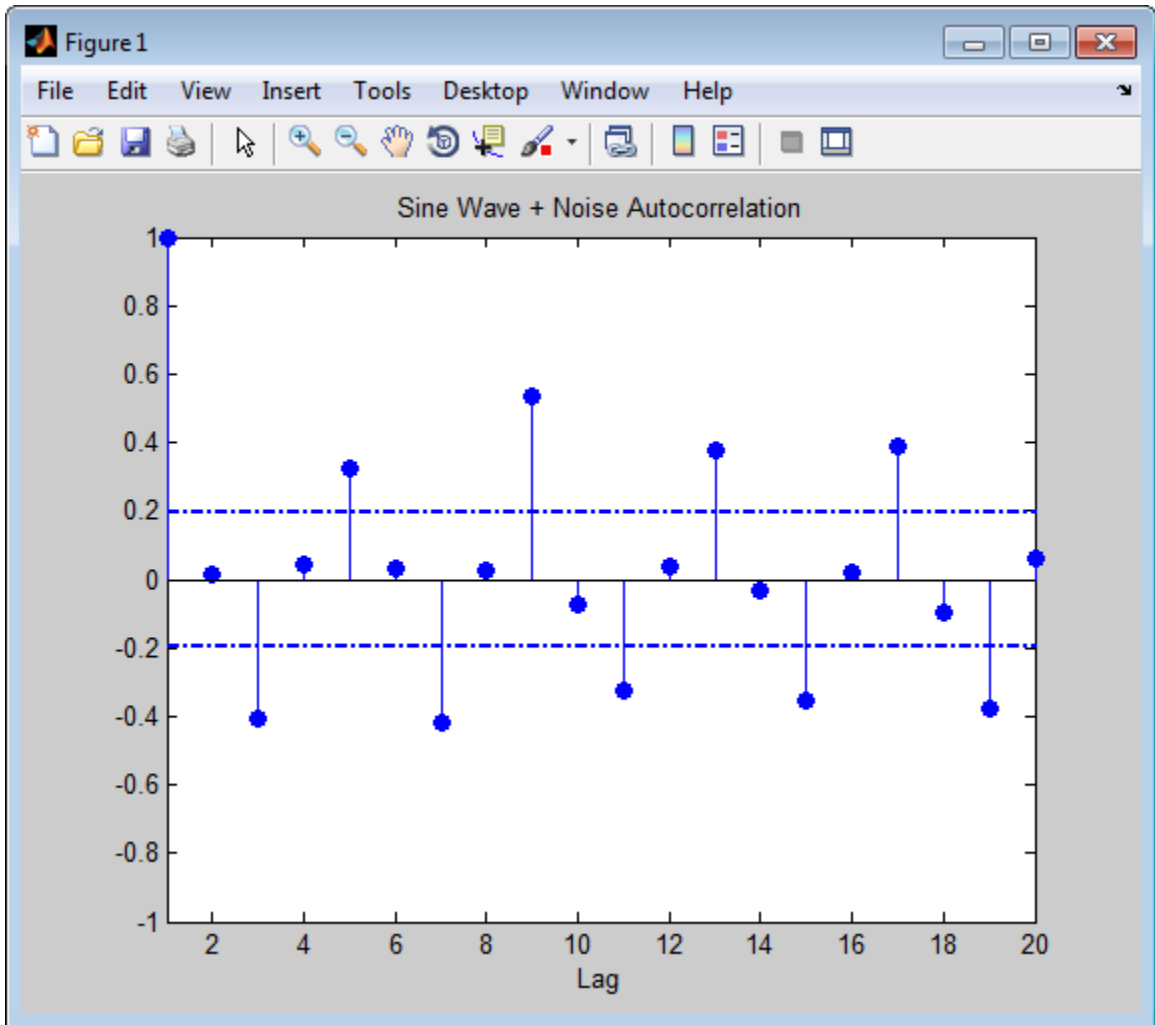 Figure 1
File Edit View Insert Tools Desktop Window Help
Sine Wave + Noise Autocorrelation
1
0.8
0.6
0.4
0.2
0
-0.2
-0.4
-0.6
-0.8
-1
2 4 6 8 10 12 14 16 18 20
Lag